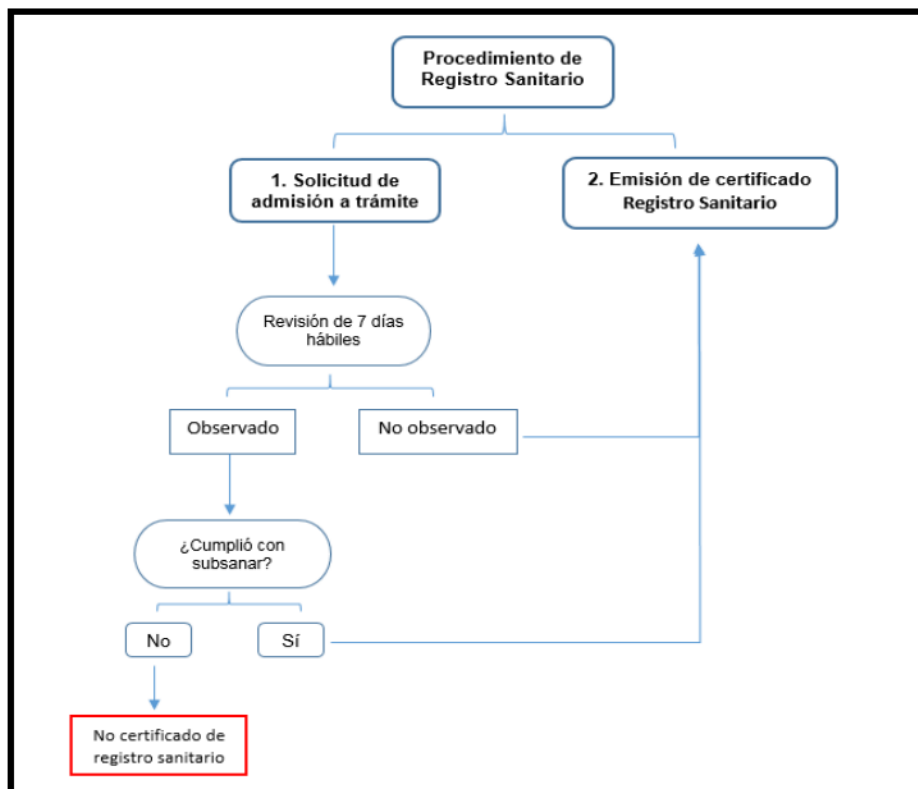 Procedimiento de
Registro Sanitario
1. Solicitud de
admisión a trámite
2. Emisión de certificado
Registro Sanitario
Revisión de 7 días
hábiles
Observado
No observado
¿Cumplió con
subsanar?
No
Sí
No certificado de
registro sanitario